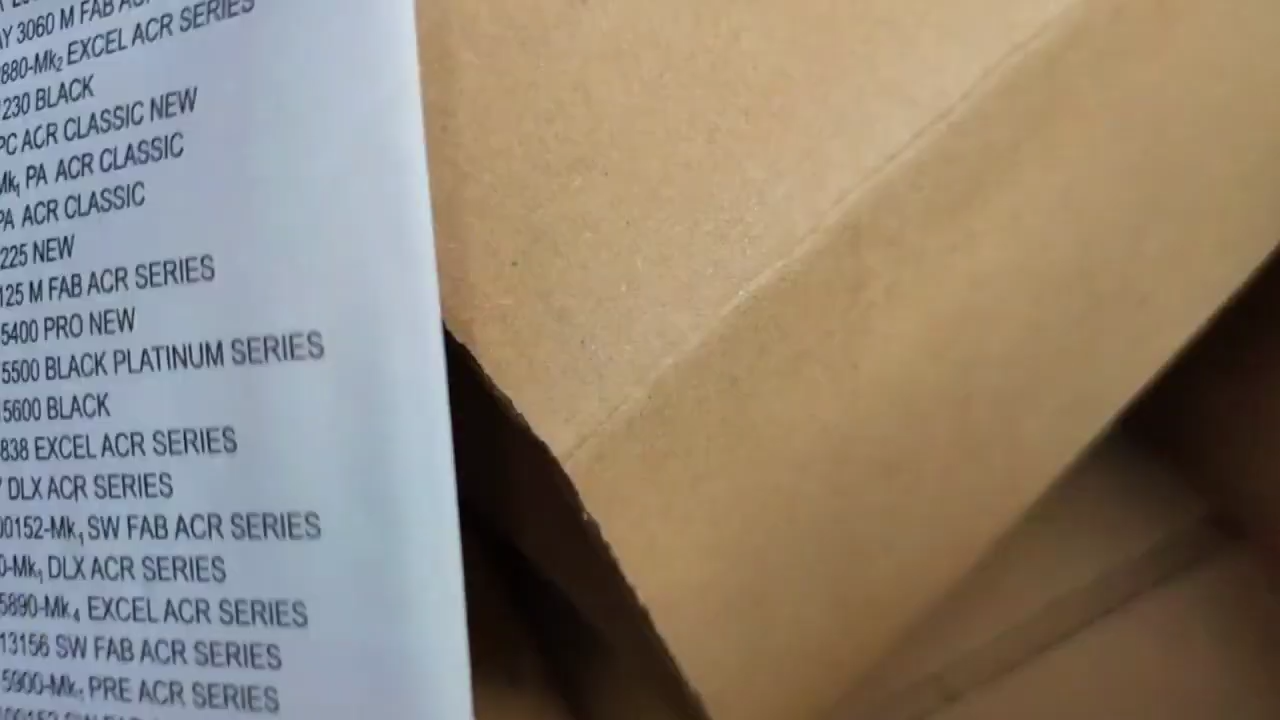 3060 M FAB
880-Mk2 EXCEL ACR SERIES
230 BLACK
PC ACR CLASSIC NEW
Mk1 PA ACR CLASSIC
PA ACR CLASSIC
225 NEW
125 M FAB ACR SERIES
5400 PRO NEW
5500 BLACK PLATINUM SERIES
5600 BLACK
838 EXCEL ACR SERIES
DLX ACR SERIES
00152-Mk1 SW FAB ACR SERIES
0-Mk1 DLX ACR SERIES
5890-Mk4 EXCEL ACR SERIES
13156 SW FAB ACR SERIES
5900-Mk1 PRE ACR SERIES